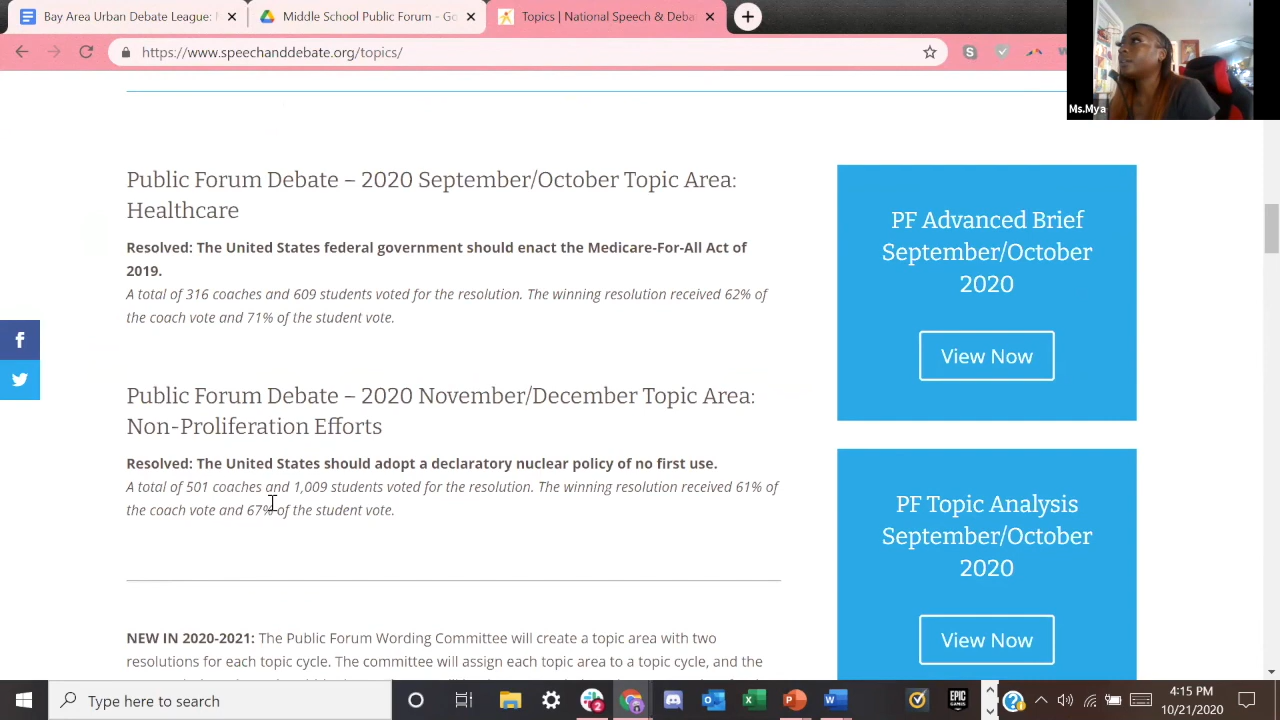 Bay Area Urban Debate League:
Middle School Public Forum - Go
Topics | National Speech & Deba
https://www.speechanddebate.org/topics/
Ms.Mya
Public Forum Debate – 2020 September/October Topic Area:
Healthcare
Resolved: The United States federal government should enact the Medicare-For-All Act of
2019.
A total of 316 coaches and 609 students voted for the resolution. The winning resolution received 62% of
the coach vote and 71% of the student vote.
Public Forum Debate – 2020 November/December Topic Area:
Non-Proliferation Efforts
Resolved: The United States should adopt a declaratory nuclear policy of no first use.
A total of 501 coaches and 1,009 students voted for the resolution. The winning resolution received 61% of
the coach vote and 67% of the student vote.
NEW IN 2020-2021: The Public Forum Wording Committee will create a topic area with two
resolutions for each topic cycle. The committee will assign each topic area to a topic cycle, and the
PF Advanced Brief
September/October
2020
View Now
PF Topic Analysis
September/October
2020
View Now
Type here to search
EPIC
GAMES
4:15 PM
10/21/2020